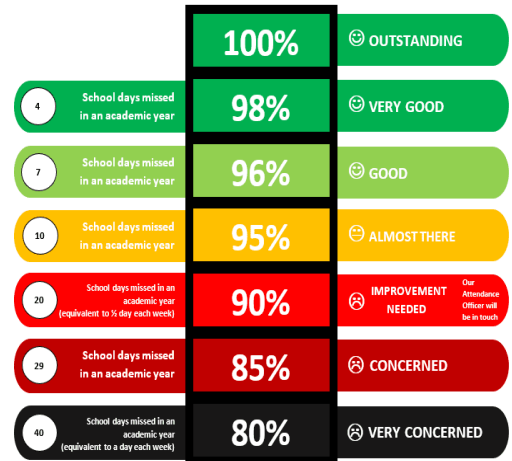 100%
OUTSTANDING
4
School days missed
in an academic year
98%
VERY GOOD
7
School days missed
in an academic year
96%
GOOD
10
School days missed
in an academic year
95%
ALMOST THERE
20
School days missed in an
academic year
(equivalent to ½ day each week)
90%
IMPROVEMENT
NEEDED
Our
Attendance
Officer will
be in touch
29
School days missed
in an academic year
85%
CONCERNED
40
School days missed in an
academic year
(equivalent to a day each week)
80%
VERY CONCERNED